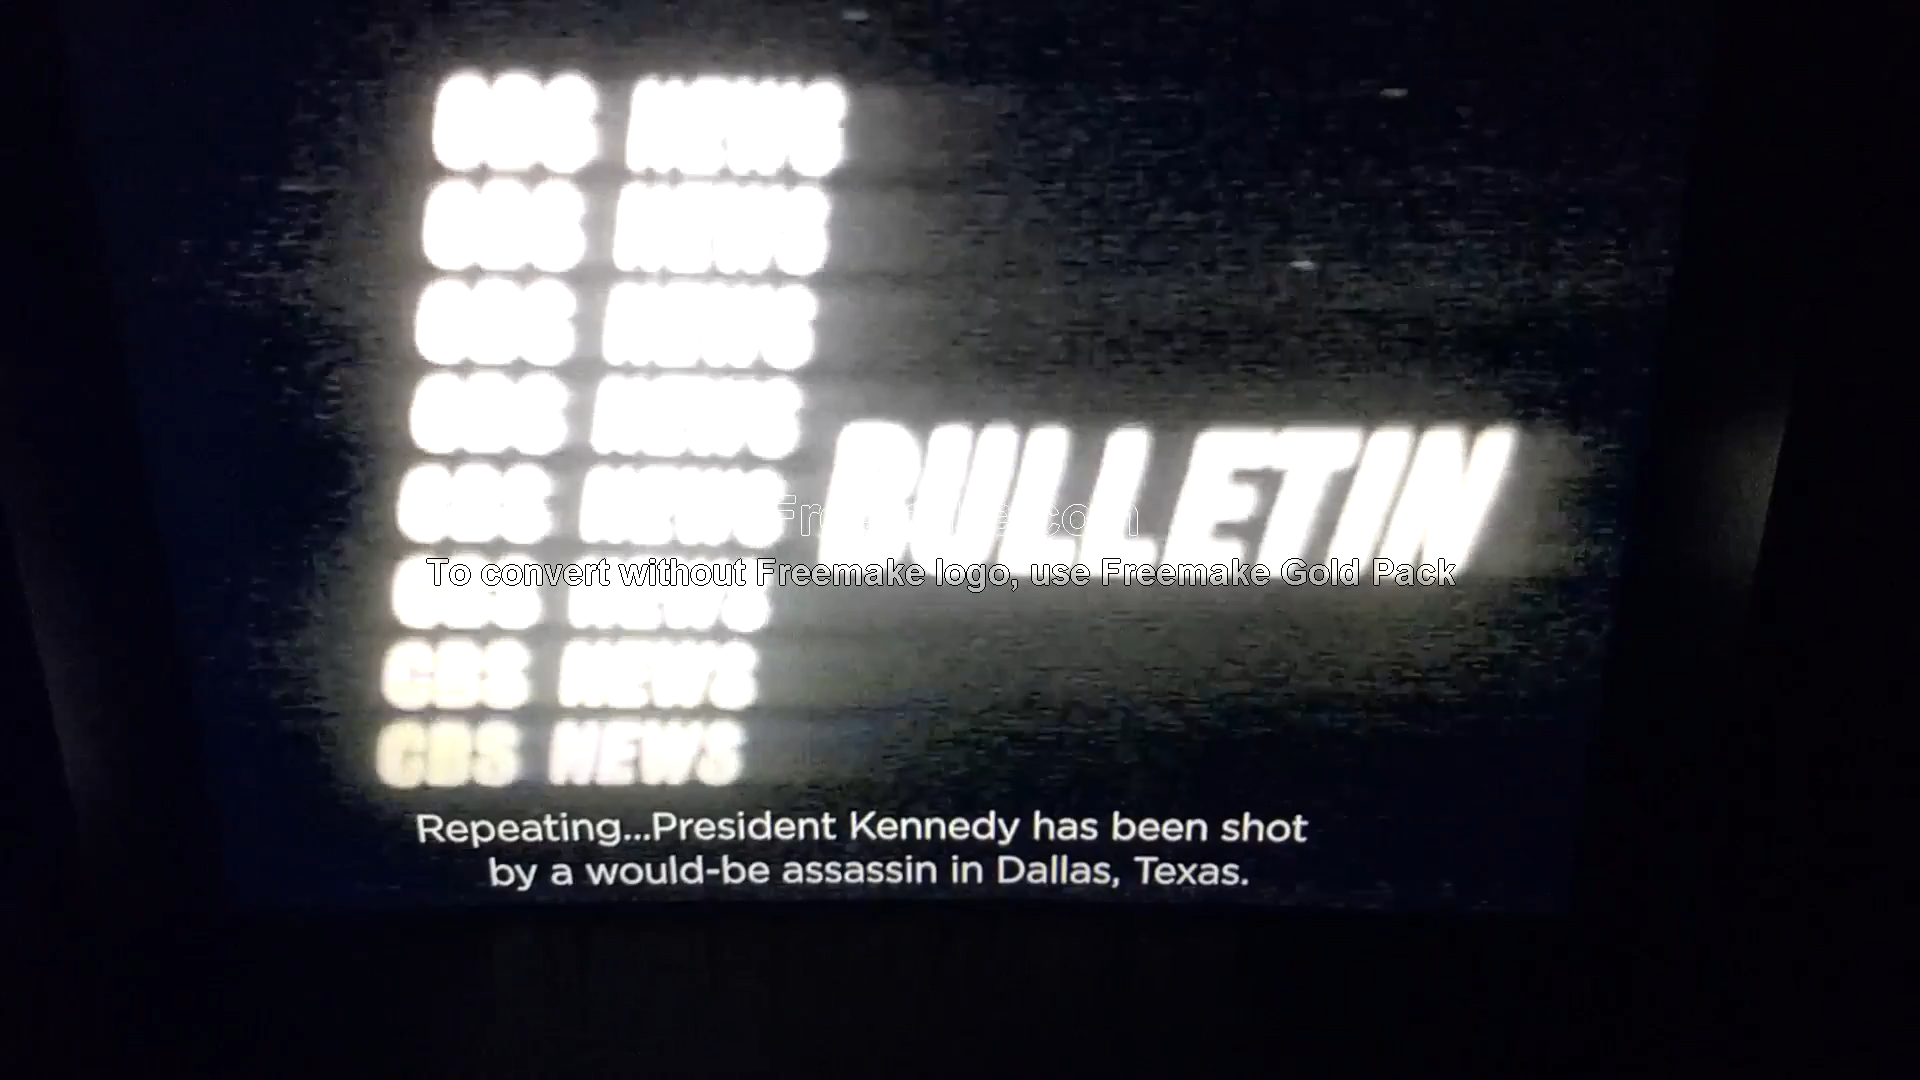 CBS NEWS
CBS NEWS
CBS NEWS
CBS NEWS
CBS NEWS
CBS NEWS
CBS NEWS
CBS NEWS
BULLETIN
Freemake.com
To convert without Freemake logo, use Freemake Gold Pack
Repeating...President Kennedy has been shot
by a would-be assassin in Dallas, Texas.